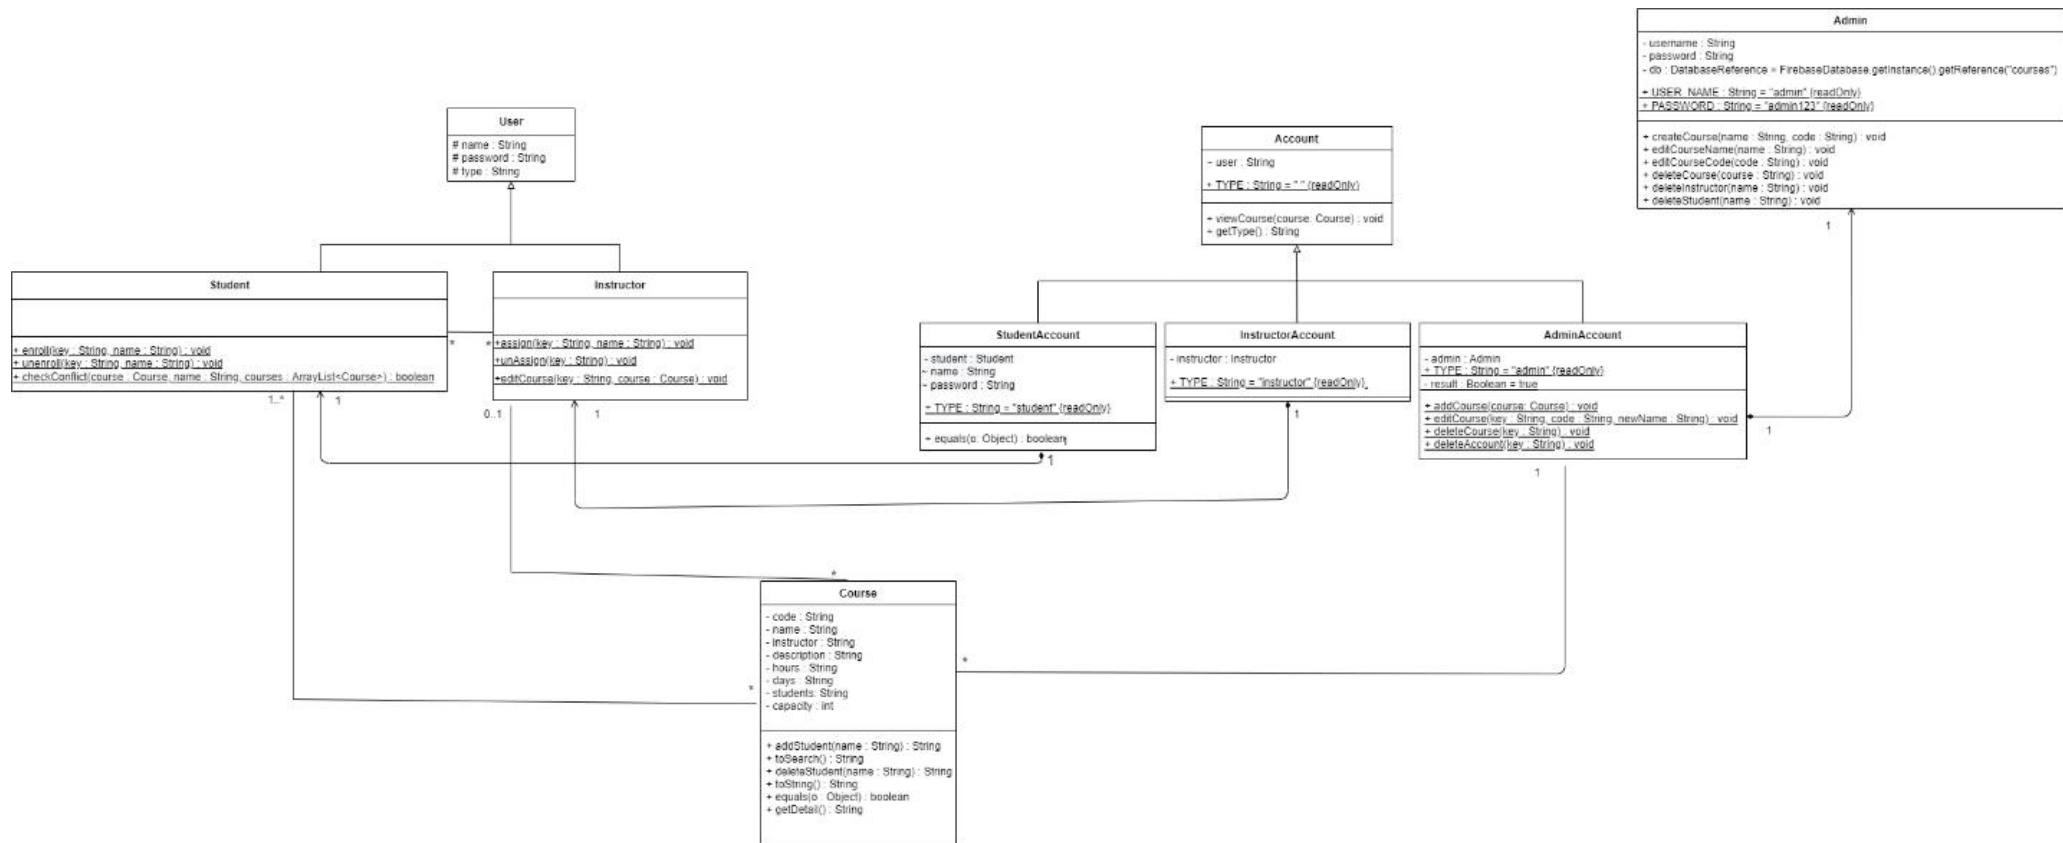 Admin
- username : String
- password : String
- db : DatabaseReference = FirebaseDatabase.getInstance().getReference("courses")
+ USER_NAME : String = "admin" {readOnly}
+ PASSWORD : String = "admin123" {readOnly}
+ createCourse(name : String, code : String) : void
+ editCourseName(name : String) : void
+ editCourseCode(code : String) : void
+ deleteCourse(course : String) : void
+ deleteInstructor(name : String) : void
+ deleteStudent(name : String) : void
1
User
# name : String
# password : String
# type : String
Account
~ user : String
+ TYPE : String = " " {readOnly}
+ viewCourse(course: Course) : void
+ getType() : String
Student
+ enroll(key : String, name : String) : void
+ unenroll(key : String, name : String) : void
+ checkConflict(course : Course, name : String, courses : ArrayList<Course>) : boolean
*
*
1..*
1
Instructor
+assign(key : String, name : String) : void
+unAssign(key : String) : void
+editCourse(key : String, course : Course) : void
0..1
1
StudentAccount
- student : Student
~ name : String
~ password : String
+ TYPE : String = "student" {readOnly}
+ equals(o: Object) : boolean
1
InstructorAccount
- instructor : Instructor
+ TYPE : String = "instructor" {readOnly}
1
AdminAccount
- admin : Admin
+ TYPE : String = "admin" {readOnly}
- result : Boolean = true
+ addCourse(course: Course) : void
+ editCourse(key : String, code : String, newName : String) : void
+ deleteCourse(key : String) : void
+ deleteAccount(key : String) : void
1
1
*
*
*
Course
- code : String
- name : String
- instructor : String
- description : String
- hours : String
- days : String
- students: String
- capacity : int
+ addStudent(name : String) : String
+ toSearch() : String
+ deleteStudent(name : String) : String
+ toString() : String
+ equals(o : Object) : boolean
+ getDetail() : String